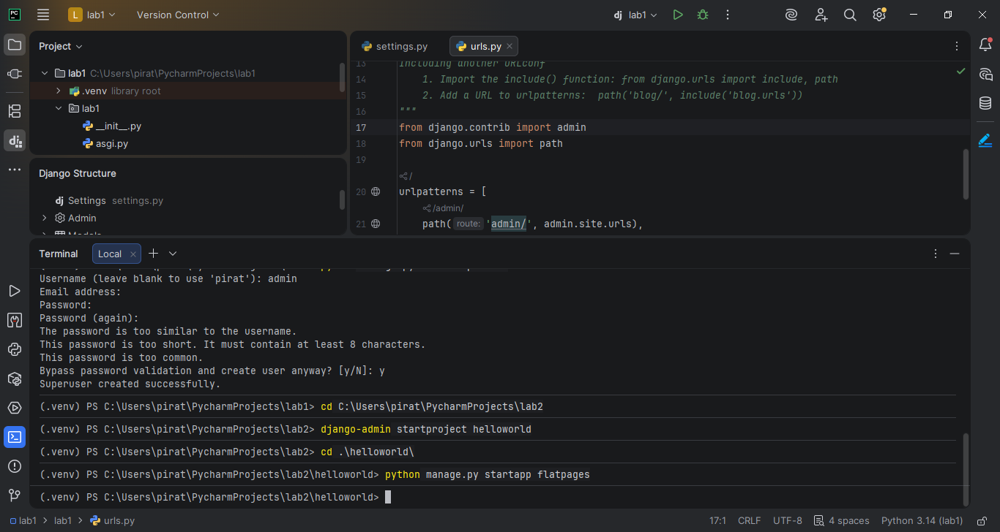 PC
L lab1
Version Control
dj lab1
Project
lab1 C:\Users\pirat\PycharmProjects\lab1
.venv library root
lab1
__init__.py
asgi.py
Django Structure
dj Settings settings.py
Admin
Models
settings.py
urls.py
13 Including another URLconf
14 1. Import the include() function: from django.urls import include, path
15 2. Add a URL to urlpatterns:  path('blog/', include('blog.urls'))
16 """
17 from django.contrib import admin
18 from django.urls import path
19
/
20 urlpatterns = [
/admin/
21 path( route: 'admin/', admin.site.urls),
Terminal
Local
Username (leave blank to use 'pirat'): admin
Email address:
Password:
Password (again):
The password is too similar to the username.
This password is too short. It must contain at least 8 characters.
This password is too common.
Bypass password validation and create user anyway? [y/N]: y
Superuser created successfully.
(.venv) PS C:\Users\pirat\PycharmProjects\lab1> cd C:\Users\pirat\PycharmProjects\lab2
(.venv) PS C:\Users\pirat\PycharmProjects\lab2> django-admin startproject helloworld
(.venv) PS C:\Users\pirat\PycharmProjects\lab2> cd .\helloworld\
(.venv) PS C:\Users\pirat\PycharmProjects\lab2\helloworld> python manage.py startapp flatpages
(.venv) PS C:\Users\pirat\PycharmProjects\lab2\helloworld>
lab1 > lab1 > urls.py
17:1 CRLF UTF-8 4 spaces Python 3.14 (lab1)